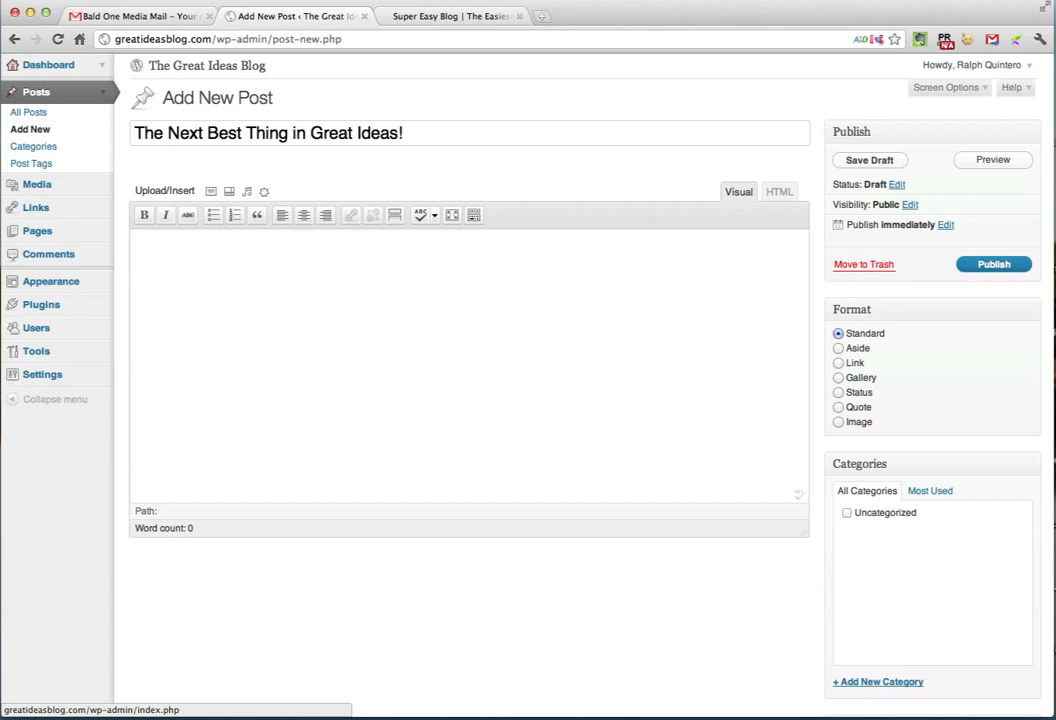 Bald One Media Mail – Your
Add New Post ‹ The Great Id
Super Easy Blog | The Easies
greatideasblog.com/wp-admin/post-new.php
Dashboard
The Great Ideas Blog
Howdy, Ralph Quintero
Posts
Add New Post
Screen Options
Help
All Posts
Add New
Categories
Post Tags
Media
Links
Pages
Comments
Appearance
Plugins
Users
Tools
Settings
Collapse menu
The Next Best Thing in Great Ideas!
Upload/Insert
Visual
HTML
B I ABC ABC
Path:
Word count: 0
Publish
Save Draft
Preview
Status: Draft Edit
Visibility: Public Edit
Publish immediately Edit
Move to Trash
Publish
Format
Standard
Aside
Link
Gallery
Status
Quote
Image
Categories
All Categories
Most Used
Uncategorized
+ Add New Category
greatideasblog.com/wp-admin/index.php